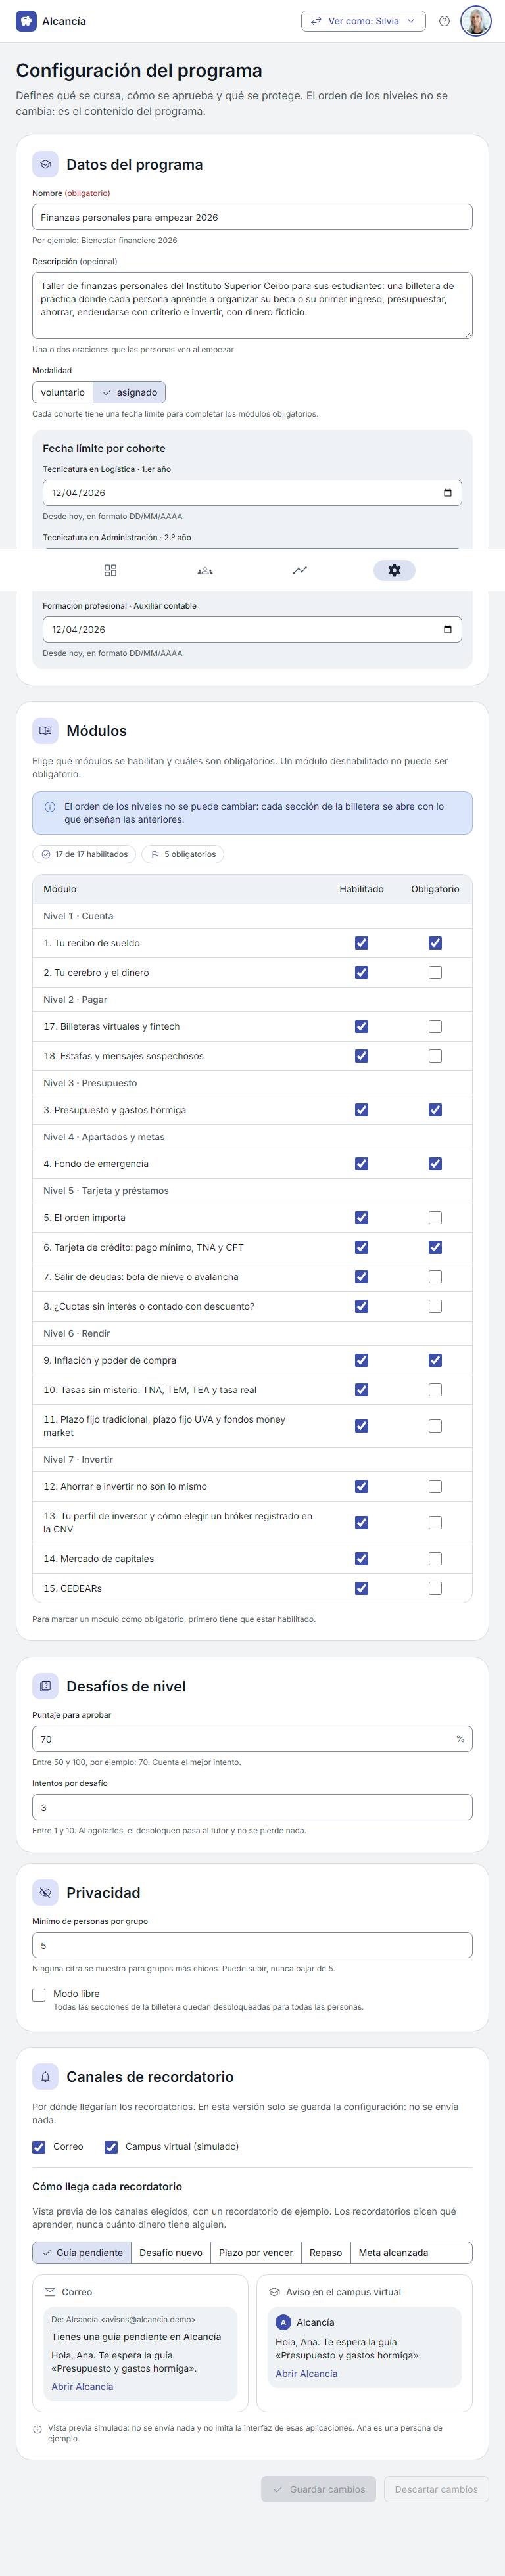 Alcancía
Ver como: Silvia
Configuración del programa
Defines qué se cursa, cómo se aprueba y qué se protege. El orden de los niveles no se
cambia: es el contenido del programa.
Datos del programa
Nombre (obligatorio)
Finanzas personales para empezar 2026
Por ejemplo: Bienestar financiero 2026
Descripción (opcional)
Taller de finanzas personales del Instituto Superior Ceibo para sus estudiantes: una billetera de
práctica donde cada persona aprende a organizar su beca o su primer ingreso, presupuestar,
ahorrar, endeudarse con criterio e invertir, con dinero ficticio.
Una o dos oraciones que las personas ven al empezar
Modalidad
voluntario
asignado
Cada cohorte tiene una fecha límite para completar los módulos obligatorios.
Fecha límite por cohorte
Tecnicatura en Logística · 1.er año
12/04/2026
Desde hoy, en formato DD/MM/AAAA
Tecnicatura en Administración · 2.º año
Formación profesional · Auxiliar contable
12/04/2026
Desde hoy, en formato DD/MM/AAAA
Módulos
Elige qué módulos se habilitan y cuáles son obligatorios. Un módulo deshabilitado no puede ser
obligatorio.
El orden de los niveles no se puede cambiar: cada sección de la billetera se abre con lo
que enseñan las anteriores.
17 de 17 habilitados
5 obligatorios
Módulo Habilitado Obligatorio
Nivel 1 · Cuenta
1. Tu recibo de sueldo
2. Tu cerebro y el dinero
Nivel 2 · Pagar
17. Billeteras virtuales y fintech
18. Estafas y mensajes sospechosos
Nivel 3 · Presupuesto
3. Presupuesto y gastos hormiga
Nivel 4 · Apartados y metas
4. Fondo de emergencia
Nivel 5 · Tarjeta y préstamos
5. El orden importa
6. Tarjeta de crédito: pago mínimo, TNA y CFT
7. Salir de deudas: bola de nieve o avalancha
8. ¿Cuotas sin interés o contado con descuento?
Nivel 6 · Rendir
9. Inflación y poder de compra
10. Tasas sin misterio: TNA, TEM, TEA y tasa real
11. Plazo fijo tradicional, plazo fijo UVA y fondos money
market
Nivel 7 · Invertir
12. Ahorrar e invertir no son lo mismo
13. Tu perfil de inversor y cómo elegir un bróker registrado en
la CNV
14. Mercado de capitales
15. CEDEARs
Para marcar un módulo como obligatorio, primero tiene que estar habilitado.
Desafíos de nivel
Puntaje para aprobar
70 %
Entre 50 y 100, por ejemplo: 70. Cuenta el mejor intento.
Intentos por desafío
3
Entre 1 y 10. Al agotarlos, el desbloqueo pasa al tutor y no se pierde nada.
Privacidad
Mínimo de personas por grupo
5
Ninguna cifra se muestra para grupos más chicos. Puede subir, nunca bajar de 5.
Modo libre
Todas las secciones de la billetera quedan desbloqueadas para todas las personas.
Canales de recordatorio
Por dónde llegarían los recordatorios. En esta versión solo se guarda la configuración: no se envía
nada.
Correo
Campus virtual (simulado)
Cómo llega cada recordatorio
Vista previa de los canales elegidos, con un recordatorio de ejemplo. Los recordatorios dicen qué
aprender, nunca cuánto dinero tiene alguien.
Guía pendiente
Desafío nuevo
Plazo por vencer
Repaso
Meta alcanzada
Correo
De: Alcancía <avisos@alcancia.demo>
Tienes una guía pendiente en Alcancía
Hola, Ana. Te espera la guía
«Presupuesto y gastos hormiga».
Abrir Alcancía
Aviso en el campus virtual
A Alcancía
Hola, Ana. Te espera la guía
«Presupuesto y gastos hormiga».
Abrir Alcancía
Vista previa simulada: no se envía nada y no imita la interfaz de esas aplicaciones. Ana es una persona de
ejemplo.
Guardar cambios
Descartar cambios